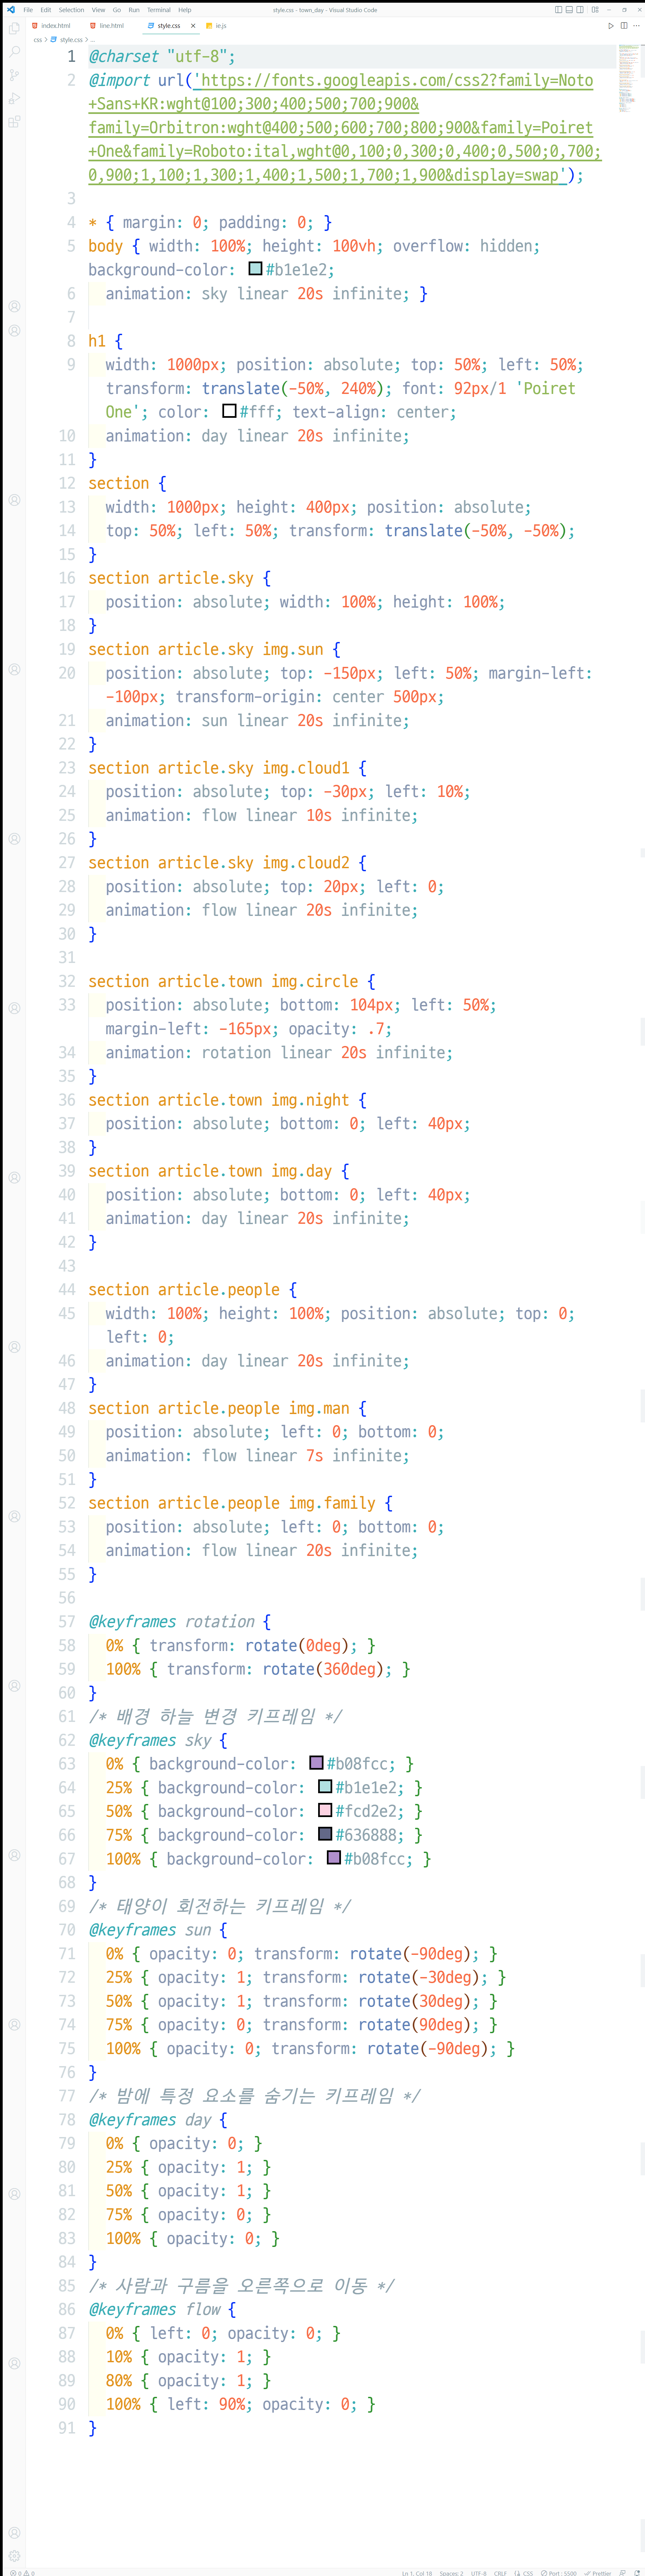 File Edit Selection View Go Run Terminal Help
style.css - town_day - Visual Studio Code
index.html line.html style.css ie.js
css > style.css > ...
1 @charset "utf-8";
2 @import url('https://fonts.googleapis.com/css2?family=Noto
+Sans+KR:wght@100;300;400;500;700;900&
family=Orbitron:wght@400;500;600;700;800;900&family=Poiret
+One&family=Roboto:ital,wght@0,100;0,300;0,400;0,500;0,700;
0,900;1,100;1,300;1,400;1,500;1,700;1,900&display=swap');
3
4 * { margin: 0; padding: 0; }
5 body { width: 100%; height: 100vh; overflow: hidden;
background-color: #b1e1e2;
6 animation: sky linear 20s infinite; }
7
8 h1 {
9 width: 1000px; position: absolute; top: 50%; left: 50%;
transform: translate(-50%, 240%); font: 92px/1 'Poiret
One'; color: #fff; text-align: center;
10 animation: day linear 20s infinite;
11 }
12 section {
13 width: 1000px; height: 400px; position: absolute;
14 top: 50%; left: 50%; transform: translate(-50%, -50%);
15 }
16 section article.sky {
17 position: absolute; width: 100%; height: 100%;
18 }
19 section article.sky img.sun {
20 position: absolute; top: -150px; left: 50%; margin-left:
-100px; transform-origin: center 500px;
21 animation: sun linear 20s infinite;
22 }
23 section article.sky img.cloud1 {
24 position: absolute; top: -30px; left: 10%;
25 animation: flow linear 10s infinite;
26 }
27 section article.sky img.cloud2 {
28 position: absolute; top: 20px; left: 0;
29 animation: flow linear 20s infinite;
30 }
31
32 section article.town img.circle {
33 position: absolute; bottom: 104px; left: 50%;
margin-left: -165px; opacity: .7;
34 animation: rotation linear 20s infinite;
35 }
36 section article.town img.night {
37 position: absolute; bottom: 0; left: 40px;
38 }
39 section article.town img.day {
40 position: absolute; bottom: 0; left: 40px;
41 animation: day linear 20s infinite;
42 }
43
44 section article.people {
45 width: 100%; height: 100%; position: absolute; top: 0;
left: 0;
46 animation: day linear 20s infinite;
47 }
48 section article.people img.man {
49 position: absolute; left: 0; bottom: 0;
50 animation: flow linear 7s infinite;
51 }
52 section article.people img.family {
53 position: absolute; left: 0; bottom: 0;
54 animation: flow linear 20s infinite;
55 }
56
57 @keyframes rotation {
58 0% { transform: rotate(0deg); }
59 100% { transform: rotate(360deg); }
60 }
61 /* 배경 하늘 변경 키프레임 */
62 @keyframes sky {
63 0% { background-color: #b08fcc; }
64 25% { background-color: #b1e1e2; }
65 50% { background-color: #fcd2e2; }
66 75% { background-color: #636888; }
67 100% { background-color: #b08fcc; }
68 }
69 /* 태양이 회전하는 키프레임 */
70 @keyframes sun {
71 0% { opacity: 0; transform: rotate(-90deg); }
72 25% { opacity: 1; transform: rotate(-30deg); }
73 50% { opacity: 1; transform: rotate(30deg); }
74 75% { opacity: 0; transform: rotate(90deg); }
75 100% { opacity: 0; transform: rotate(-90deg); }
76 }
77 /* 밤에 특정 요소를 숨기는 키프레임 */
78 @keyframes day {
79 0% { opacity: 0; }
80 25% { opacity: 1; }
81 50% { opacity: 1; }
82 75% { opacity: 0; }
83 100% { opacity: 0; }
84 }
85 /* 사람과 구름을 오른쪽으로 이동 */
86 @keyframes flow {
87 0% { left: 0; opacity: 0; }
88 10% { opacity: 1; }
89 80% { opacity: 1; }
90 100% { left: 90%; opacity: 0; }
91 }
0 0 Ln 1, Col 18 Spaces: 2 UTF-8 CRLF CSS Port : 5500 Prettier